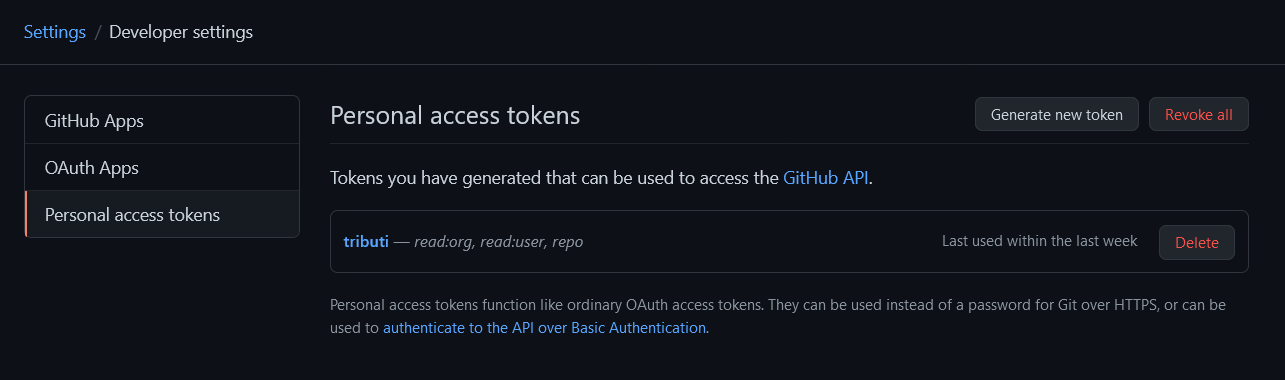 Settings / Developer settings
GitHub Apps
OAuth Apps
Personal access tokens
Personal access tokens
Generate new token
Revoke all
Tokens you have generated that can be used to access the GitHub API.
tributi — read:org, read:user, repo
Last used within the last week
Delete
Personal access tokens function like ordinary OAuth access tokens. They can be used instead of a password for Git over HTTPS, or can be
used to authenticate to the API over Basic Authentication.